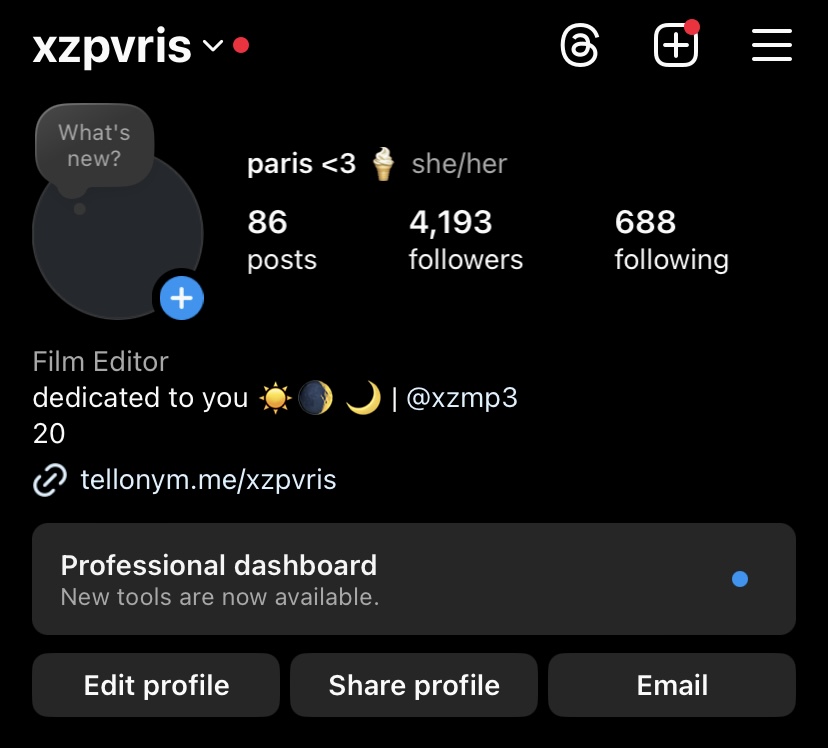 xzpvris
What's
new?
paris <3 🍦 she/her
86 4,193 688
posts followers following
Film Editor
dedicated to you ☀️🌒🌙 | @xzmp3
20
tellonym.me/xzpvris
Professional dashboard
New tools are now available.
Edit profile Share profile Email